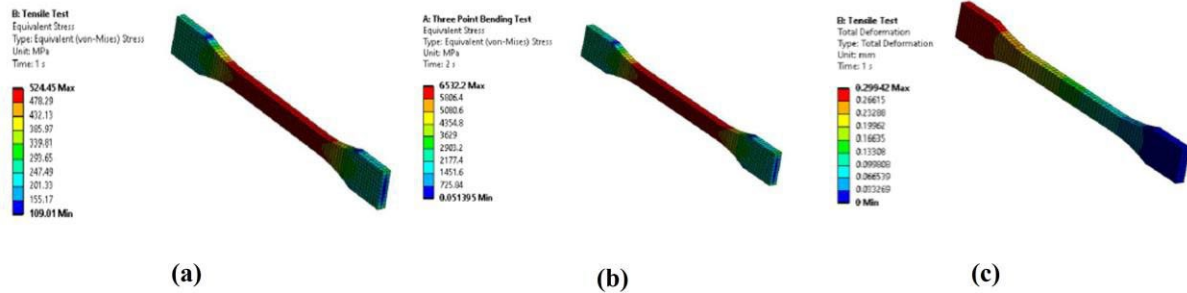 B: Tensile Test
Equivalent Stress
Type: Equivalent (von-Mises) Stress
Unit: MPa
Time: 1 s
524.45 Max
478.29
432.13
385.97
339.81
293.65
247.49
201.33
155.17
109.01 Min
(a)
A: Three Point Bending Test
Equivalent Stress
Type: Equivalent (von-Mises) Stress
Unit: MPa
Time: 2 s
6532.2 Max
5806.4
5080.6
4354.8
3629
2903.2
2177.4
1451.6
725.84
0.051395 Min
(b)
B: Tensile Test
Total Deformation
Type: Total Deformation
Unit: mm
Time: 1 s
0.29942 Max
0.26615
0.23288
0.19962
0.16635
0.13308
0.099808
0.066539
0.033269
0 Min
(c)